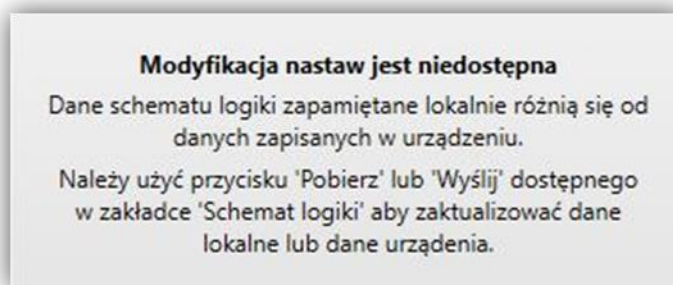 Modyfikacja nastaw jest niedostępna
Dane schematu logiki zapamiętane lokalnie różnią się od
danych zapisanych w urządzeniu.
Należy użyć przycisku 'Pobierz' lub 'Wyślij' dostępnego
w zakładce 'Schemat logiki' aby zaktualizować dane
lokalne lub dane urządenia.